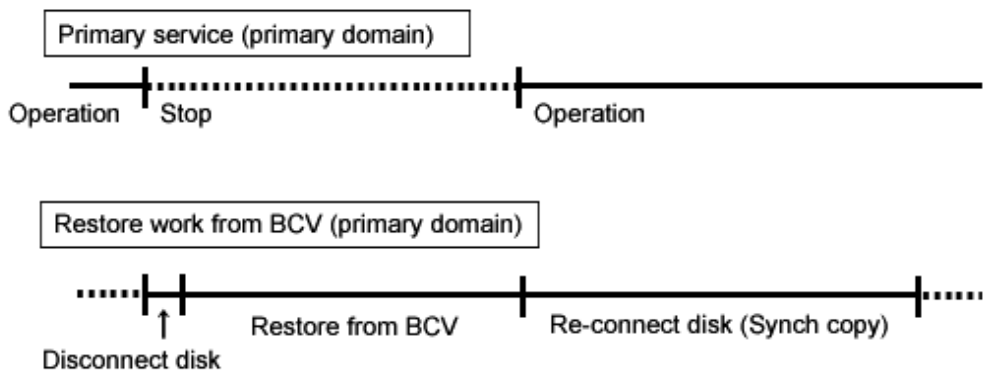 Primary service (primary domain)
Operation Stop Operation
Restore work from BCV (primary domain)
Restore from BCV Re-connect disk (Synch copy)
Disconnect disk